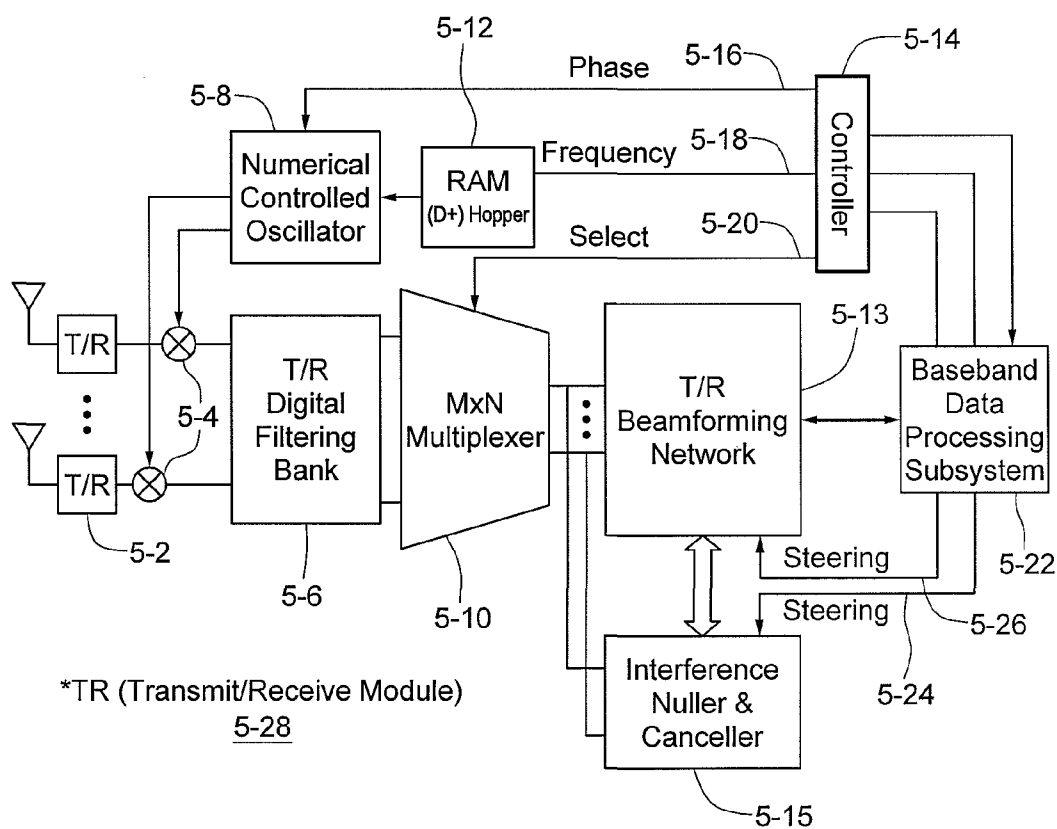 5-12
5-14
5-16
Phase
5-8
Numerical
Controlled
Oscillator
RAM
(D+) Hopper
Frequency
5-18
Controller
Select
5-20
T/R
5-4
T/R
5-2
T/R
Digital
Filtering
Bank
5-6
MxN
Multiplexer
5-10
T/R
Beamforming
Network
5-13
Baseband
Data
Processing
Subsystem
5-22
Steering
5-26
Steering
5-24
Interference
Nuller &
Canceller
5-15
*TR (Transmit/Receive Module)
5-28